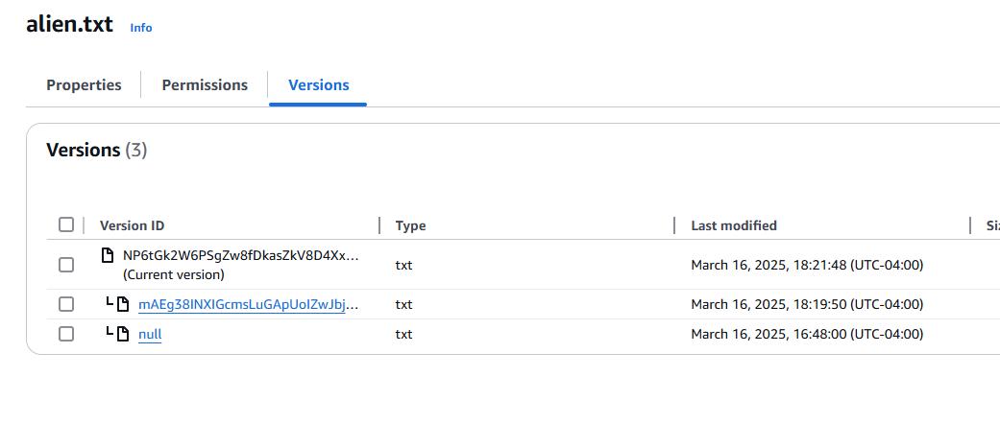 alien.txt Info
Properties Permissions Versions
Versions (3)
Version ID Type Last modified
NP6tGk2W6PSgZw8fDkasZkV8D4Xx... txt March 16, 2025, 18:21:48 (UTC-04:00)
(Current version)
mAEg38INXIGcmsLuGApUoIZwJbj... txt March 16, 2025, 18:19:50 (UTC-04:00)
null txt March 16, 2025, 16:48:00 (UTC-04:00)